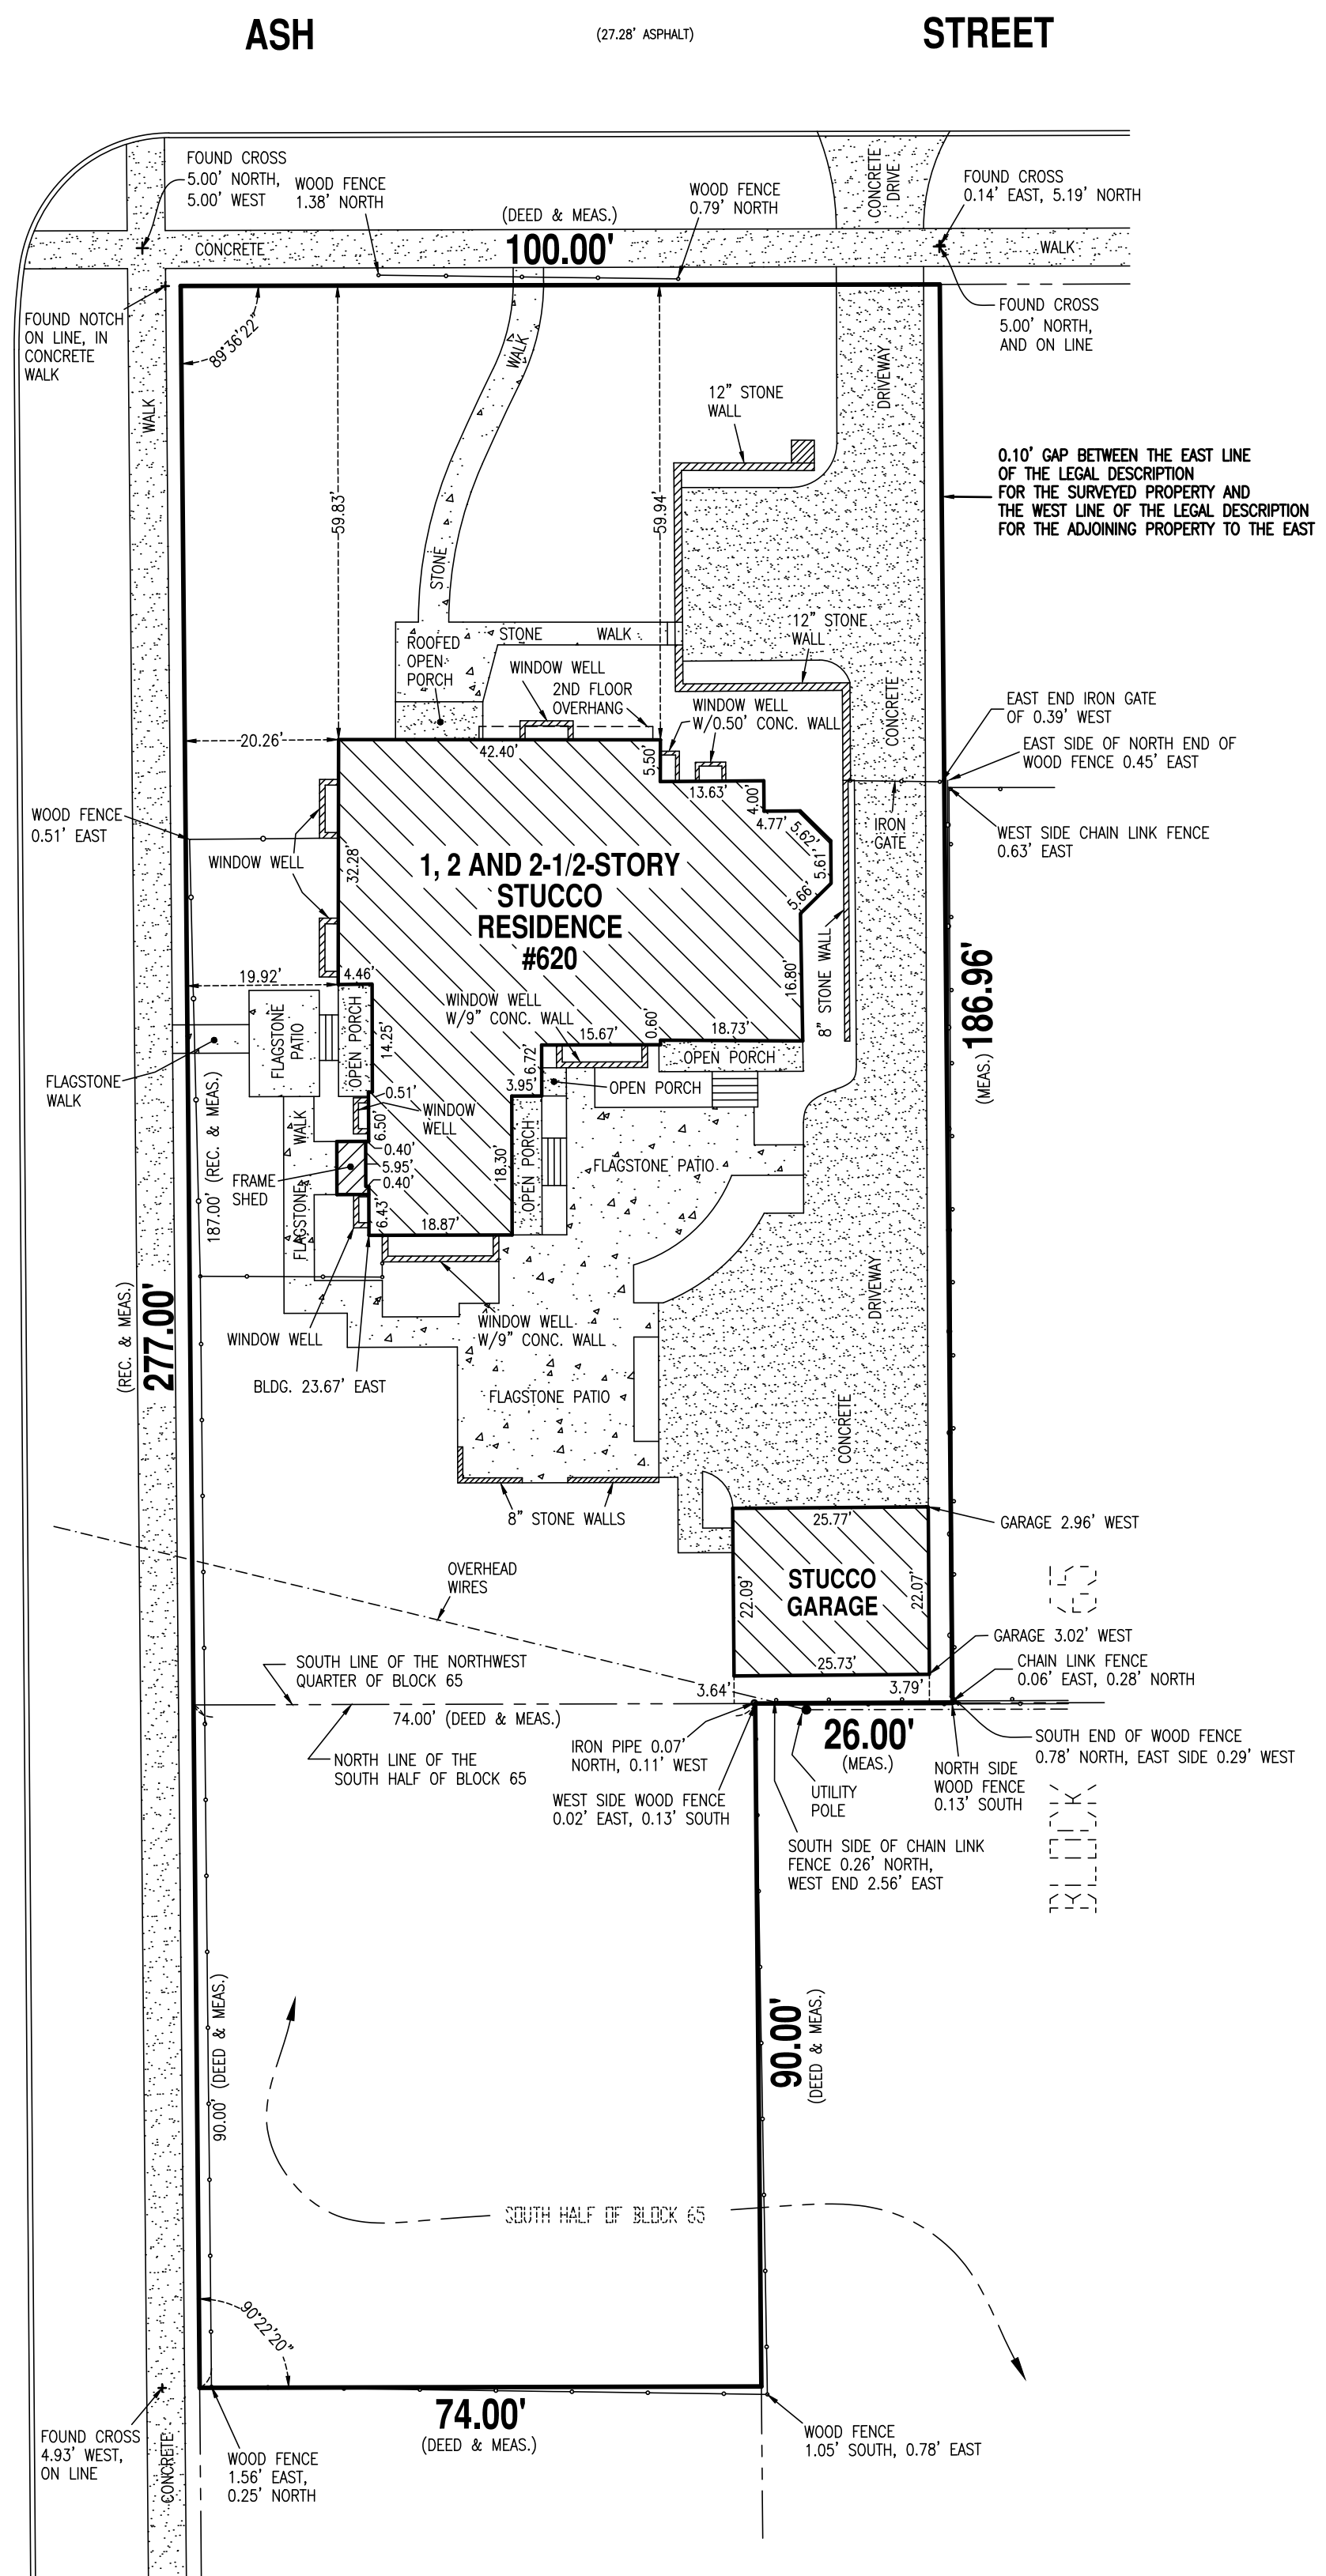 ASH
(27.28' ASPHALT)
STREET
FOUND CROSS
5.00' NORTH,
5.00' WEST
WOOD FENCE
1.38' NORTH
(DEED & MEAS.)
100.00'
WOOD FENCE
0.79' NORTH
CONCRETE
DRIVE
FOUND CROSS
0.14' EAST, 5.19' NORTH
CONCRETE
WALK
FOUND NOTCH
ON LINE, IN
CONCRETE
WALK
89°36'22"
FOUND CROSS
5.00' NORTH,
AND ON LINE
WALK
WALK
DRIVEWAY
12" STONE
WALL
0.10' GAP BETWEEN THE EAST LINE
OF THE LEGAL DESCRIPTION
FOR THE SURVEYED PROPERTY AND
THE WEST LINE OF THE LEGAL DESCRIPTION
FOR THE ADJOINING PROPERTY TO THE EAST
59.83'
59.94'
STONE
12" STONE
WALL
STONE
WALK
ROOFED
OPEN
PORCH
WINDOW WELL
2ND FLOOR
OVERHANG
WINDOW WELL
W/0.50' CONC. WALL
CONCRETE
EAST END IRON GATE
OF 0.39' WEST
EAST SIDE OF NORTH END OF
WOOD FENCE 0.45' EAST
20.26'
42.40'
5.50'
13.63'
4.00'
4.77'
5.62'
5.61'
5.66'
IRON
GATE
WEST SIDE CHAIN LINK FENCE
0.63' EAST
WOOD FENCE
0.51' EAST
WINDOW WELL
32.28'
1, 2 AND 2-1/2-STORY
STUCCO
RESIDENCE
#620
16.80'
8" STONE WALL
186.96'
(MEAS.)
19.92'
4.46'
WINDOW WELL
W/9" CONC. WALL
15.67'
0.60'
18.73'
OPEN PORCH
FLAGSTONE
PATIO
OPEN PORCH
14.25'
6.72'
3.95'
OPEN PORCH
FLAGSTONE
WALK
187.00' (REC. & MEAS.)
0.51'
WINDOW
WELL
6.50'
0.40'
5.95'
0.40'
6.43'
18.30'
OPEN PORCH
FLAGSTONE PATIO
FLAGSTONE
WALK
FRAME
SHED
18.87'
(REC. & MEAS.)
277.00'
WINDOW WELL
WINDOW WELL
W/9" CONC. WALL
BLDG. 23.67' EAST
FLAGSTONE PATIO
DRIVEWAY
CONCRETE
8" STONE WALLS
25.77'
GARAGE 2.96' WEST
OVERHEAD
WIRES
STUCCO
GARAGE
22.09'
22.07'
25.73'
GARAGE 3.02' WEST
BLOCK 65
SOUTH LINE OF THE NORTHWEST
QUARTER OF BLOCK 65
3.64'
3.79'
CHAIN LINK FENCE
0.06' EAST, 0.28' NORTH
74.00' (DEED & MEAS.)
NORTH LINE OF THE
SOUTH HALF OF BLOCK 65
IRON PIPE 0.07'
NORTH, 0.11' WEST
26.00'
(MEAS.)
SOUTH END OF WOOD FENCE
0.78' NORTH, EAST SIDE 0.29' WEST
WEST SIDE WOOD FENCE
0.02' EAST, 0.13' SOUTH
UTILITY
POLE
NORTH SIDE
WOOD FENCE
0.13' SOUTH
SOUTH SIDE OF CHAIN LINK
FENCE 0.26' NORTH,
WEST END 2.56' EAST
90.00' (DEED & MEAS.)
90.00'
(DEED & MEAS.)
SOUTH HALF OF BLOCK 65
90°22'20"
74.00'
(DEED & MEAS.)
FOUND CROSS
4.93' WEST,
ON LINE
CONCRETE
WOOD FENCE
1.56' EAST,
0.25' NORTH
WOOD FENCE
1.05' SOUTH, 0.78' EAST